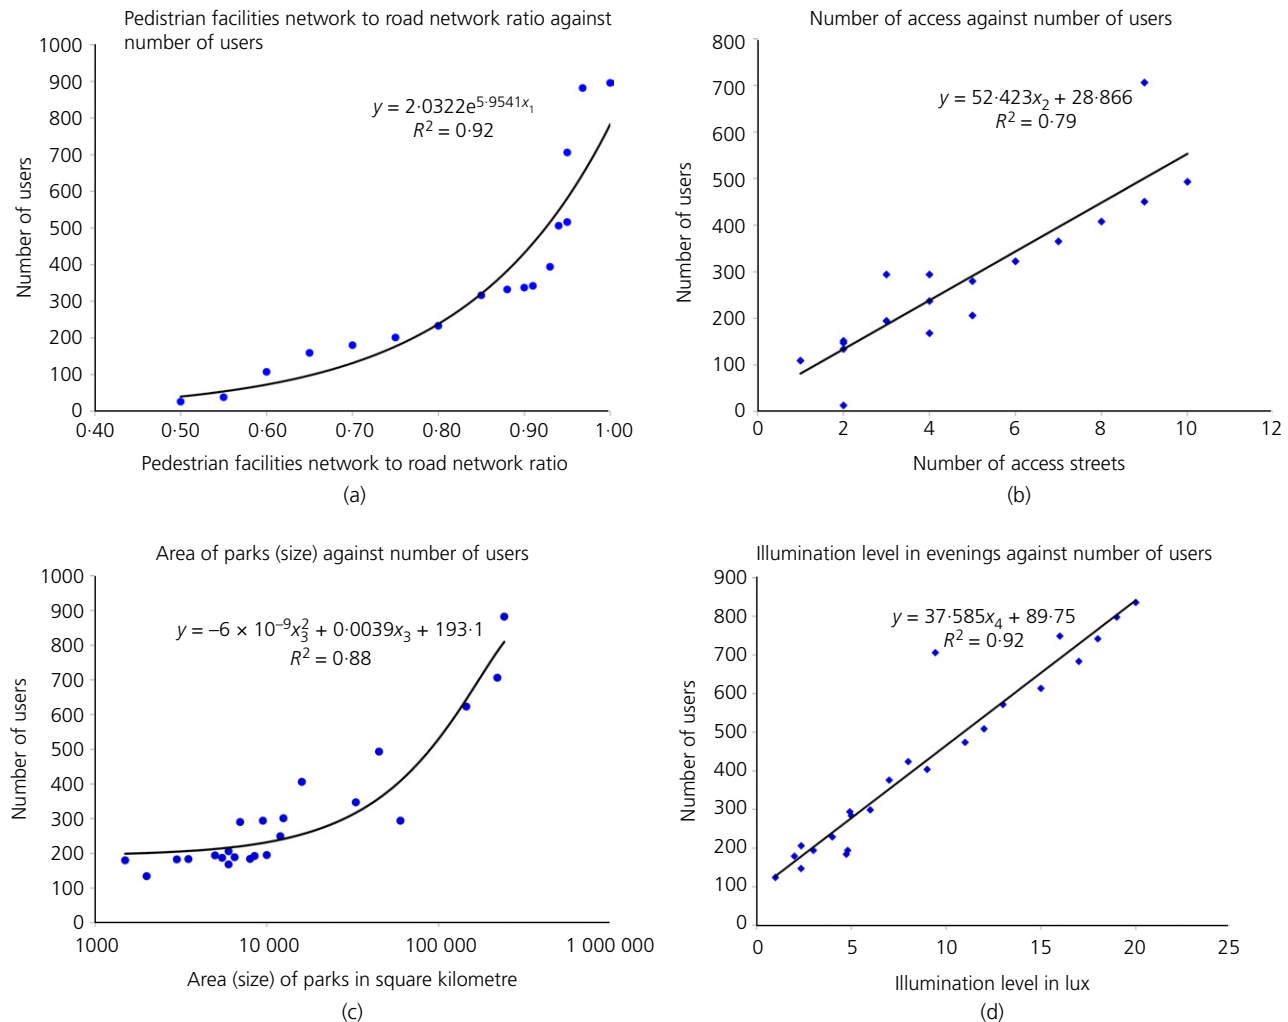 Pedistrian facilities network to road network ratio against
number of users
1000
900
800
700
600
500
400
300
200
100
0
Number of users
y = 2·0322e^5·9541x₁
R² = 0·92
0·40 0·50 0·60 0·70 0·80 0·90 1·00
Pedestrian facilities network to road network ratio
(a)
Number of access against number of users
800
700
600
500
400
300
200
100
0
Number of users
y = 52·423x₂ + 28·866
R² = 0·79
0 2 4 6 8 10 12
Number of access streets
(b)
Area of parks (size) against number of users
1000
900
800
700
600
500
400
300
200
100
0
Number of users
y = –6 × 10⁻⁹x₃² + 0·0039x₃ + 193·1
R² = 0·88
1000 10 000 100 000 1 000 000
Area (size) of parks in square kilometre
(c)
Illumination level in evenings against number of users
900
800
700
600
500
400
300
200
100
0
Number of users
y = 37·585x₄ + 89·75
R² = 0·92
0 5 10 15 20 25
Illumination level in lux
(d)